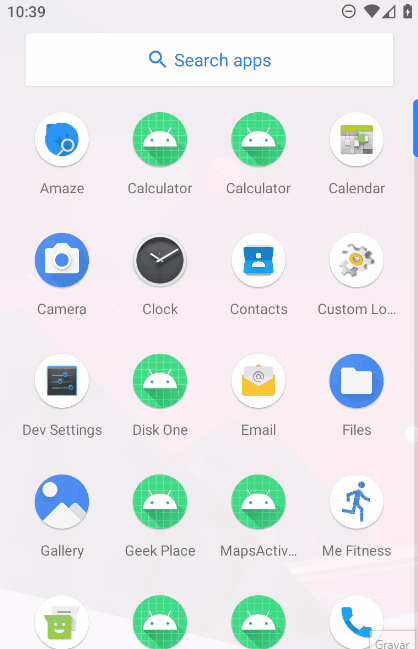 10:39
Search apps
Amaze
Calculator
Calculator
Calendar
Camera
Clock
Contacts
Custom Lo...
Dev Settings
Disk One
Email
Files
Gallery
Geek Place
MapsActiv...
Me Fitness
Gravar